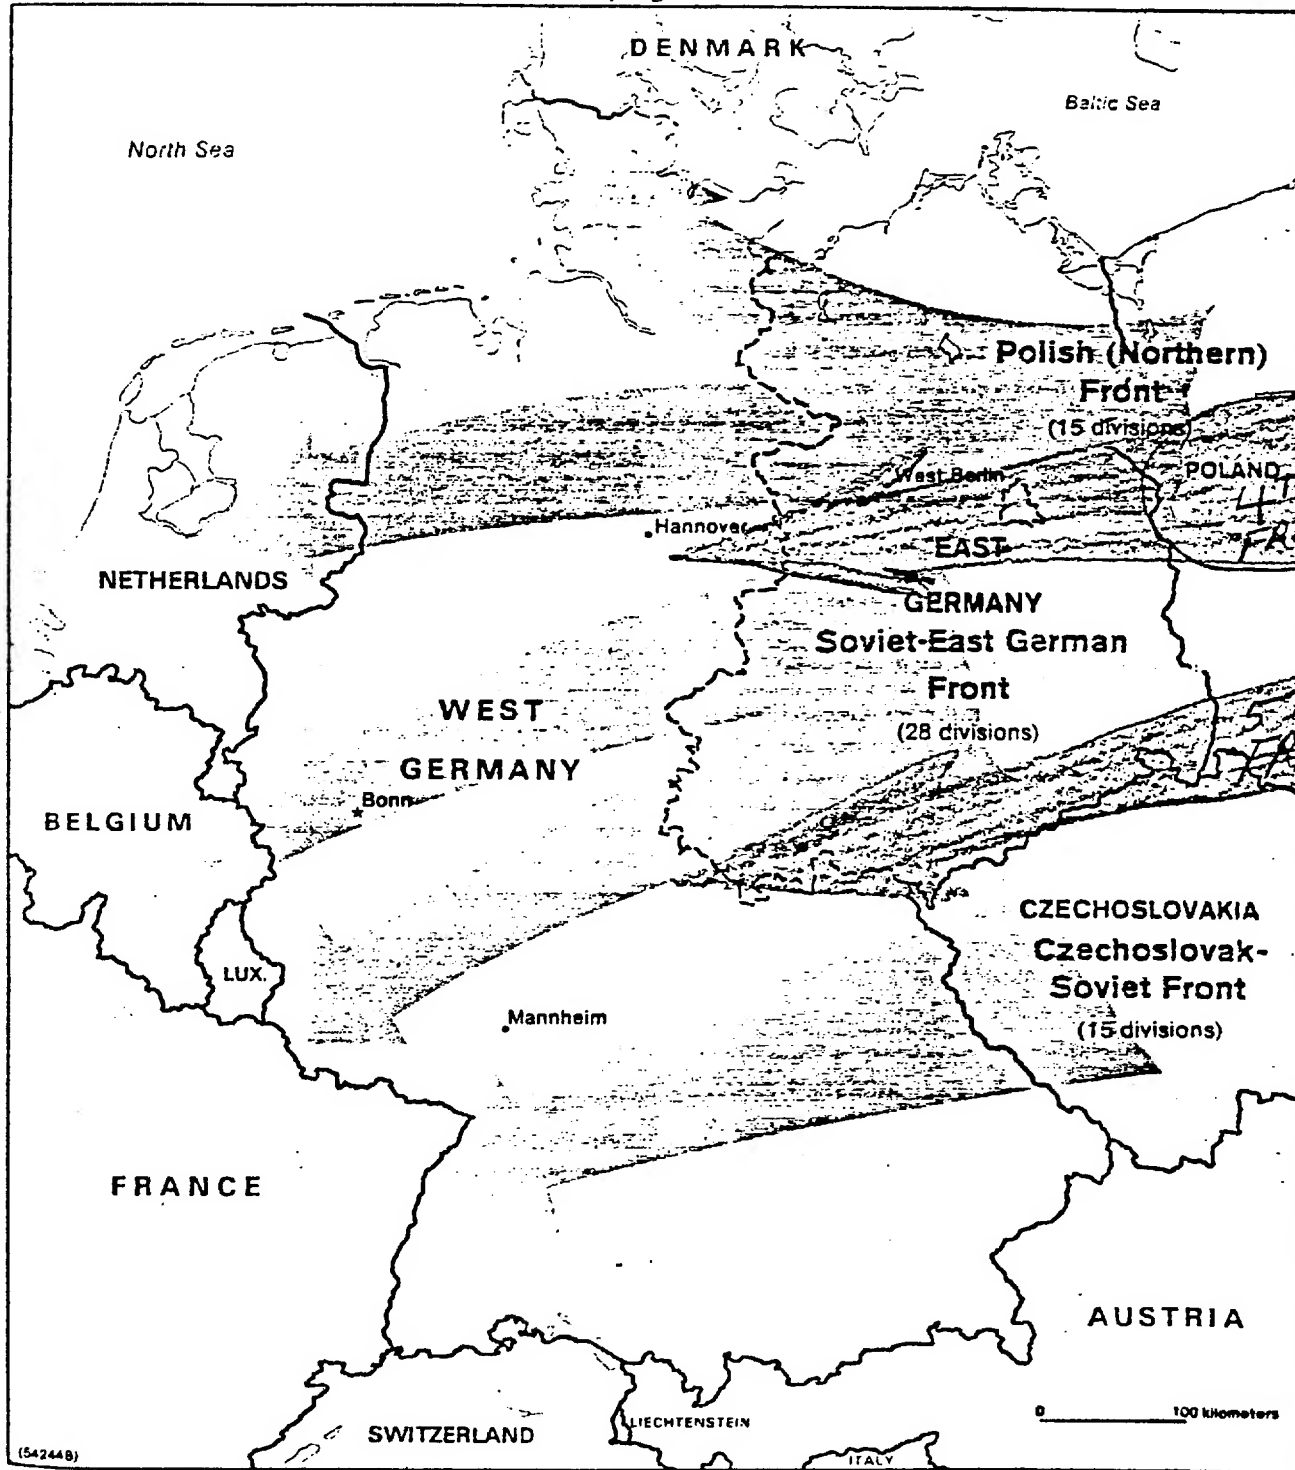 DENMARK
Baltic Sea
North Sea
Polish (Northern)
Front
(15 divisions)
West Berlin
POLAND
Hannover
EAST
NETHERLANDS
GERMANY
Soviet-East German
Front
(28 divisions)
WEST
GERMANY
Bonn
BELGIUM
CZECHOSLOVAKIA
Czechoslovak-
Soviet Front
(15 divisions)
LUX.
Mannheim
FRANCE
AUSTRIA
0 100 kilometers
SWITZERLAND
LIECHTENSTEIN
ITALY
(542448)